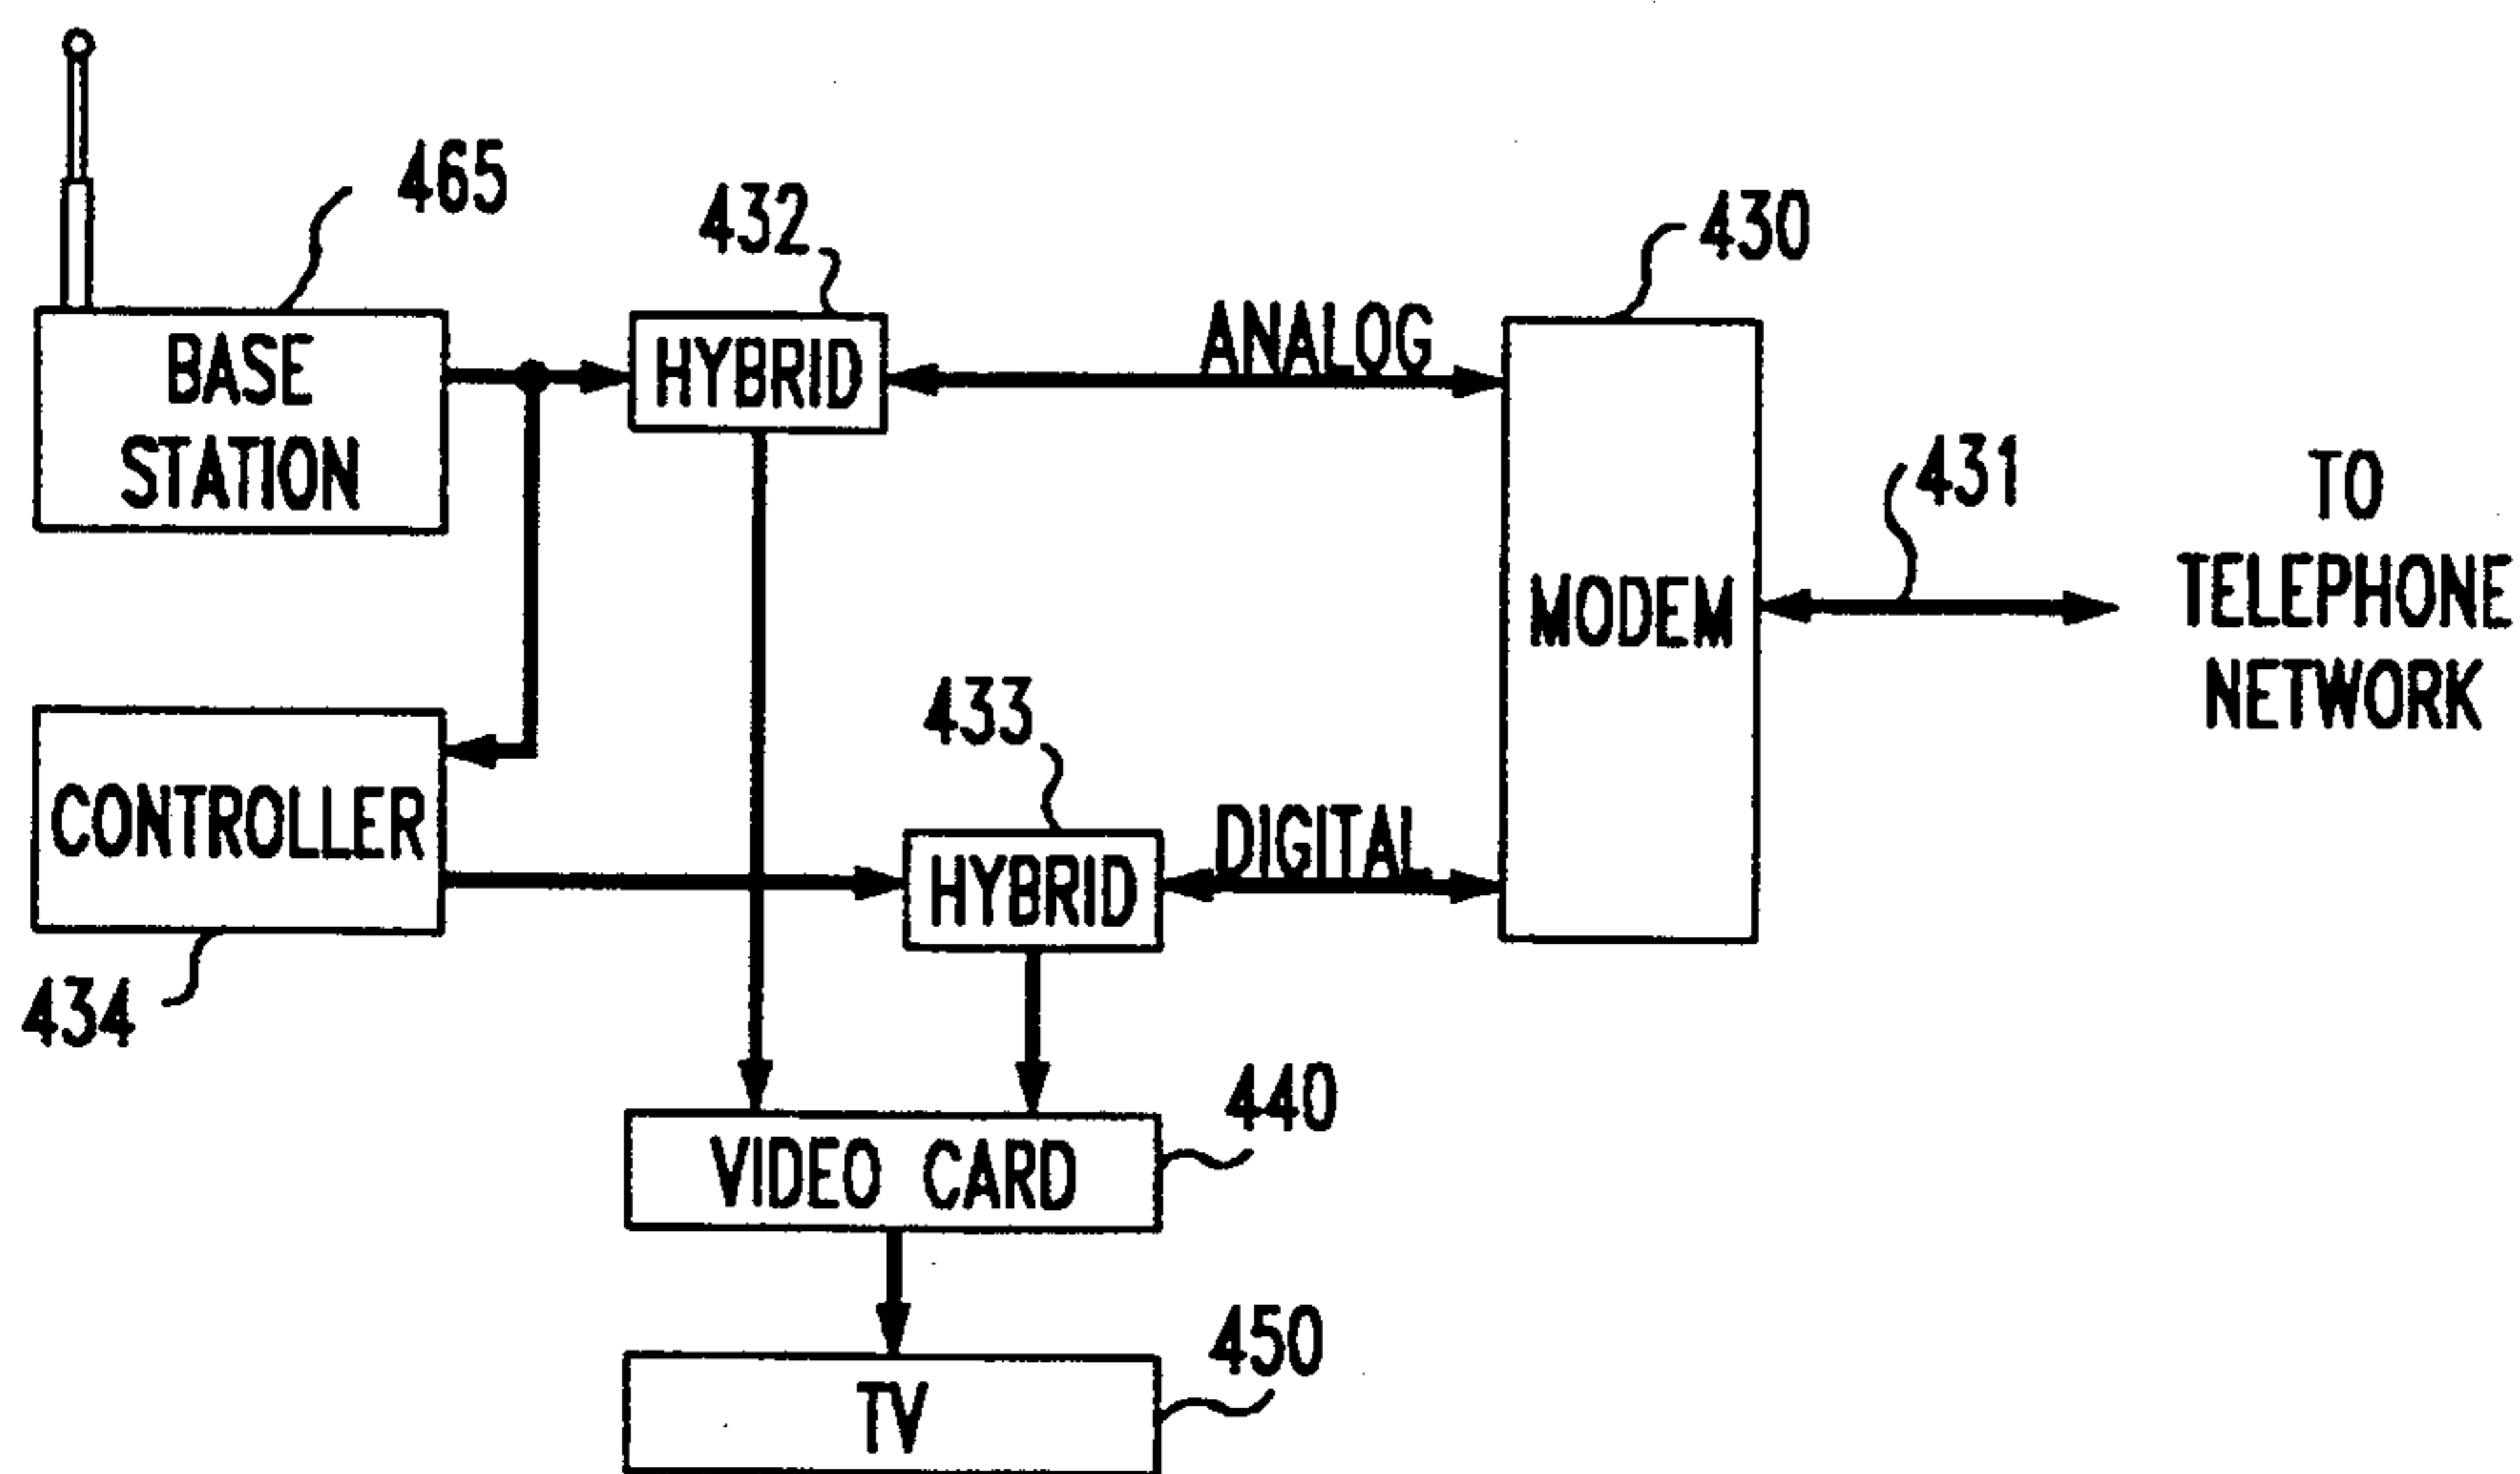 465
432
430
BASE
STATION
HYBRID
ANALOG
431
TO
TELEPHONE
NETWORK
MODEM
433
CONTROLLER
HYBRID
DIGITAL
434
440
VIDEO CARD
450
TV